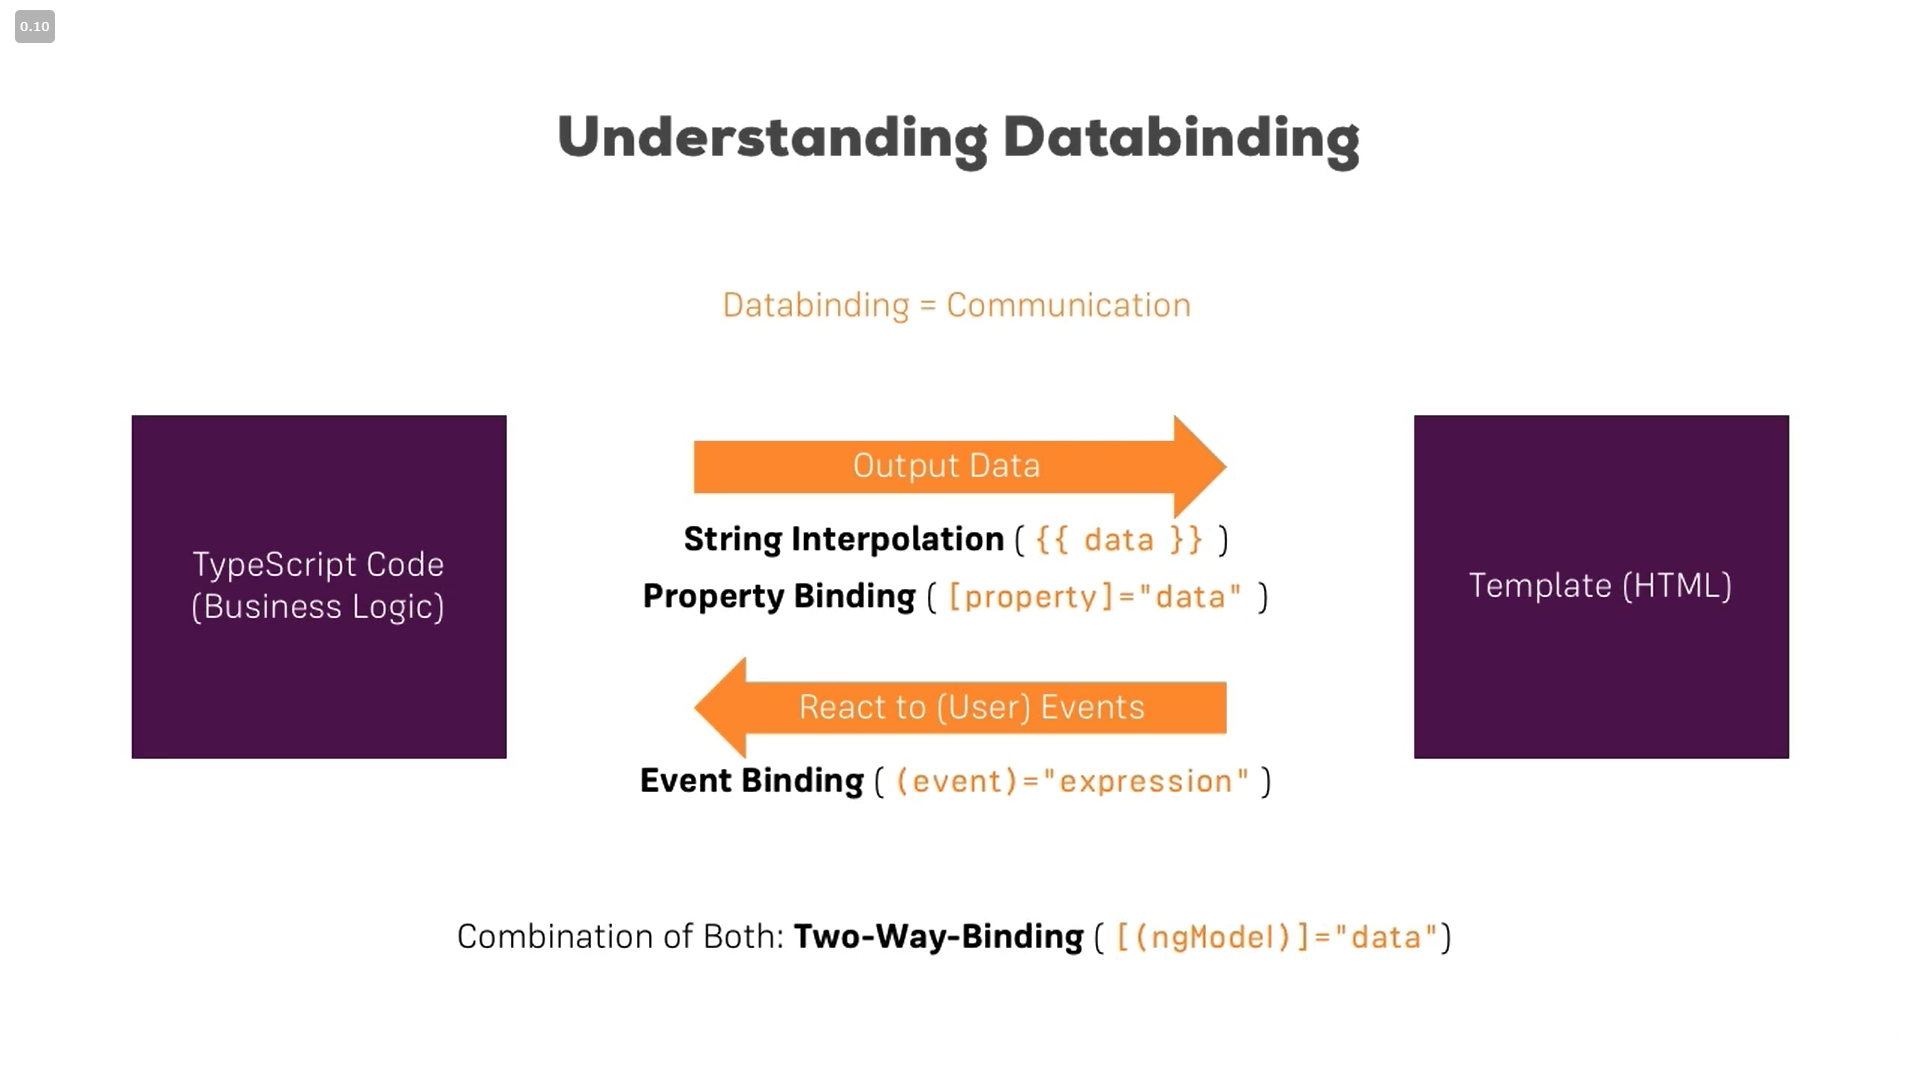 0.10
Understanding Databinding
Databinding = Communication
Output Data
String Interpolation ( {{ data }} )
Property Binding ( [property]="data" )
TypeScript Code
(Business Logic)
Template (HTML)
React to (User) Events
Event Binding ( (event)="expression" )
Combination of Both: Two-Way-Binding ( [(ngModel)]="data")